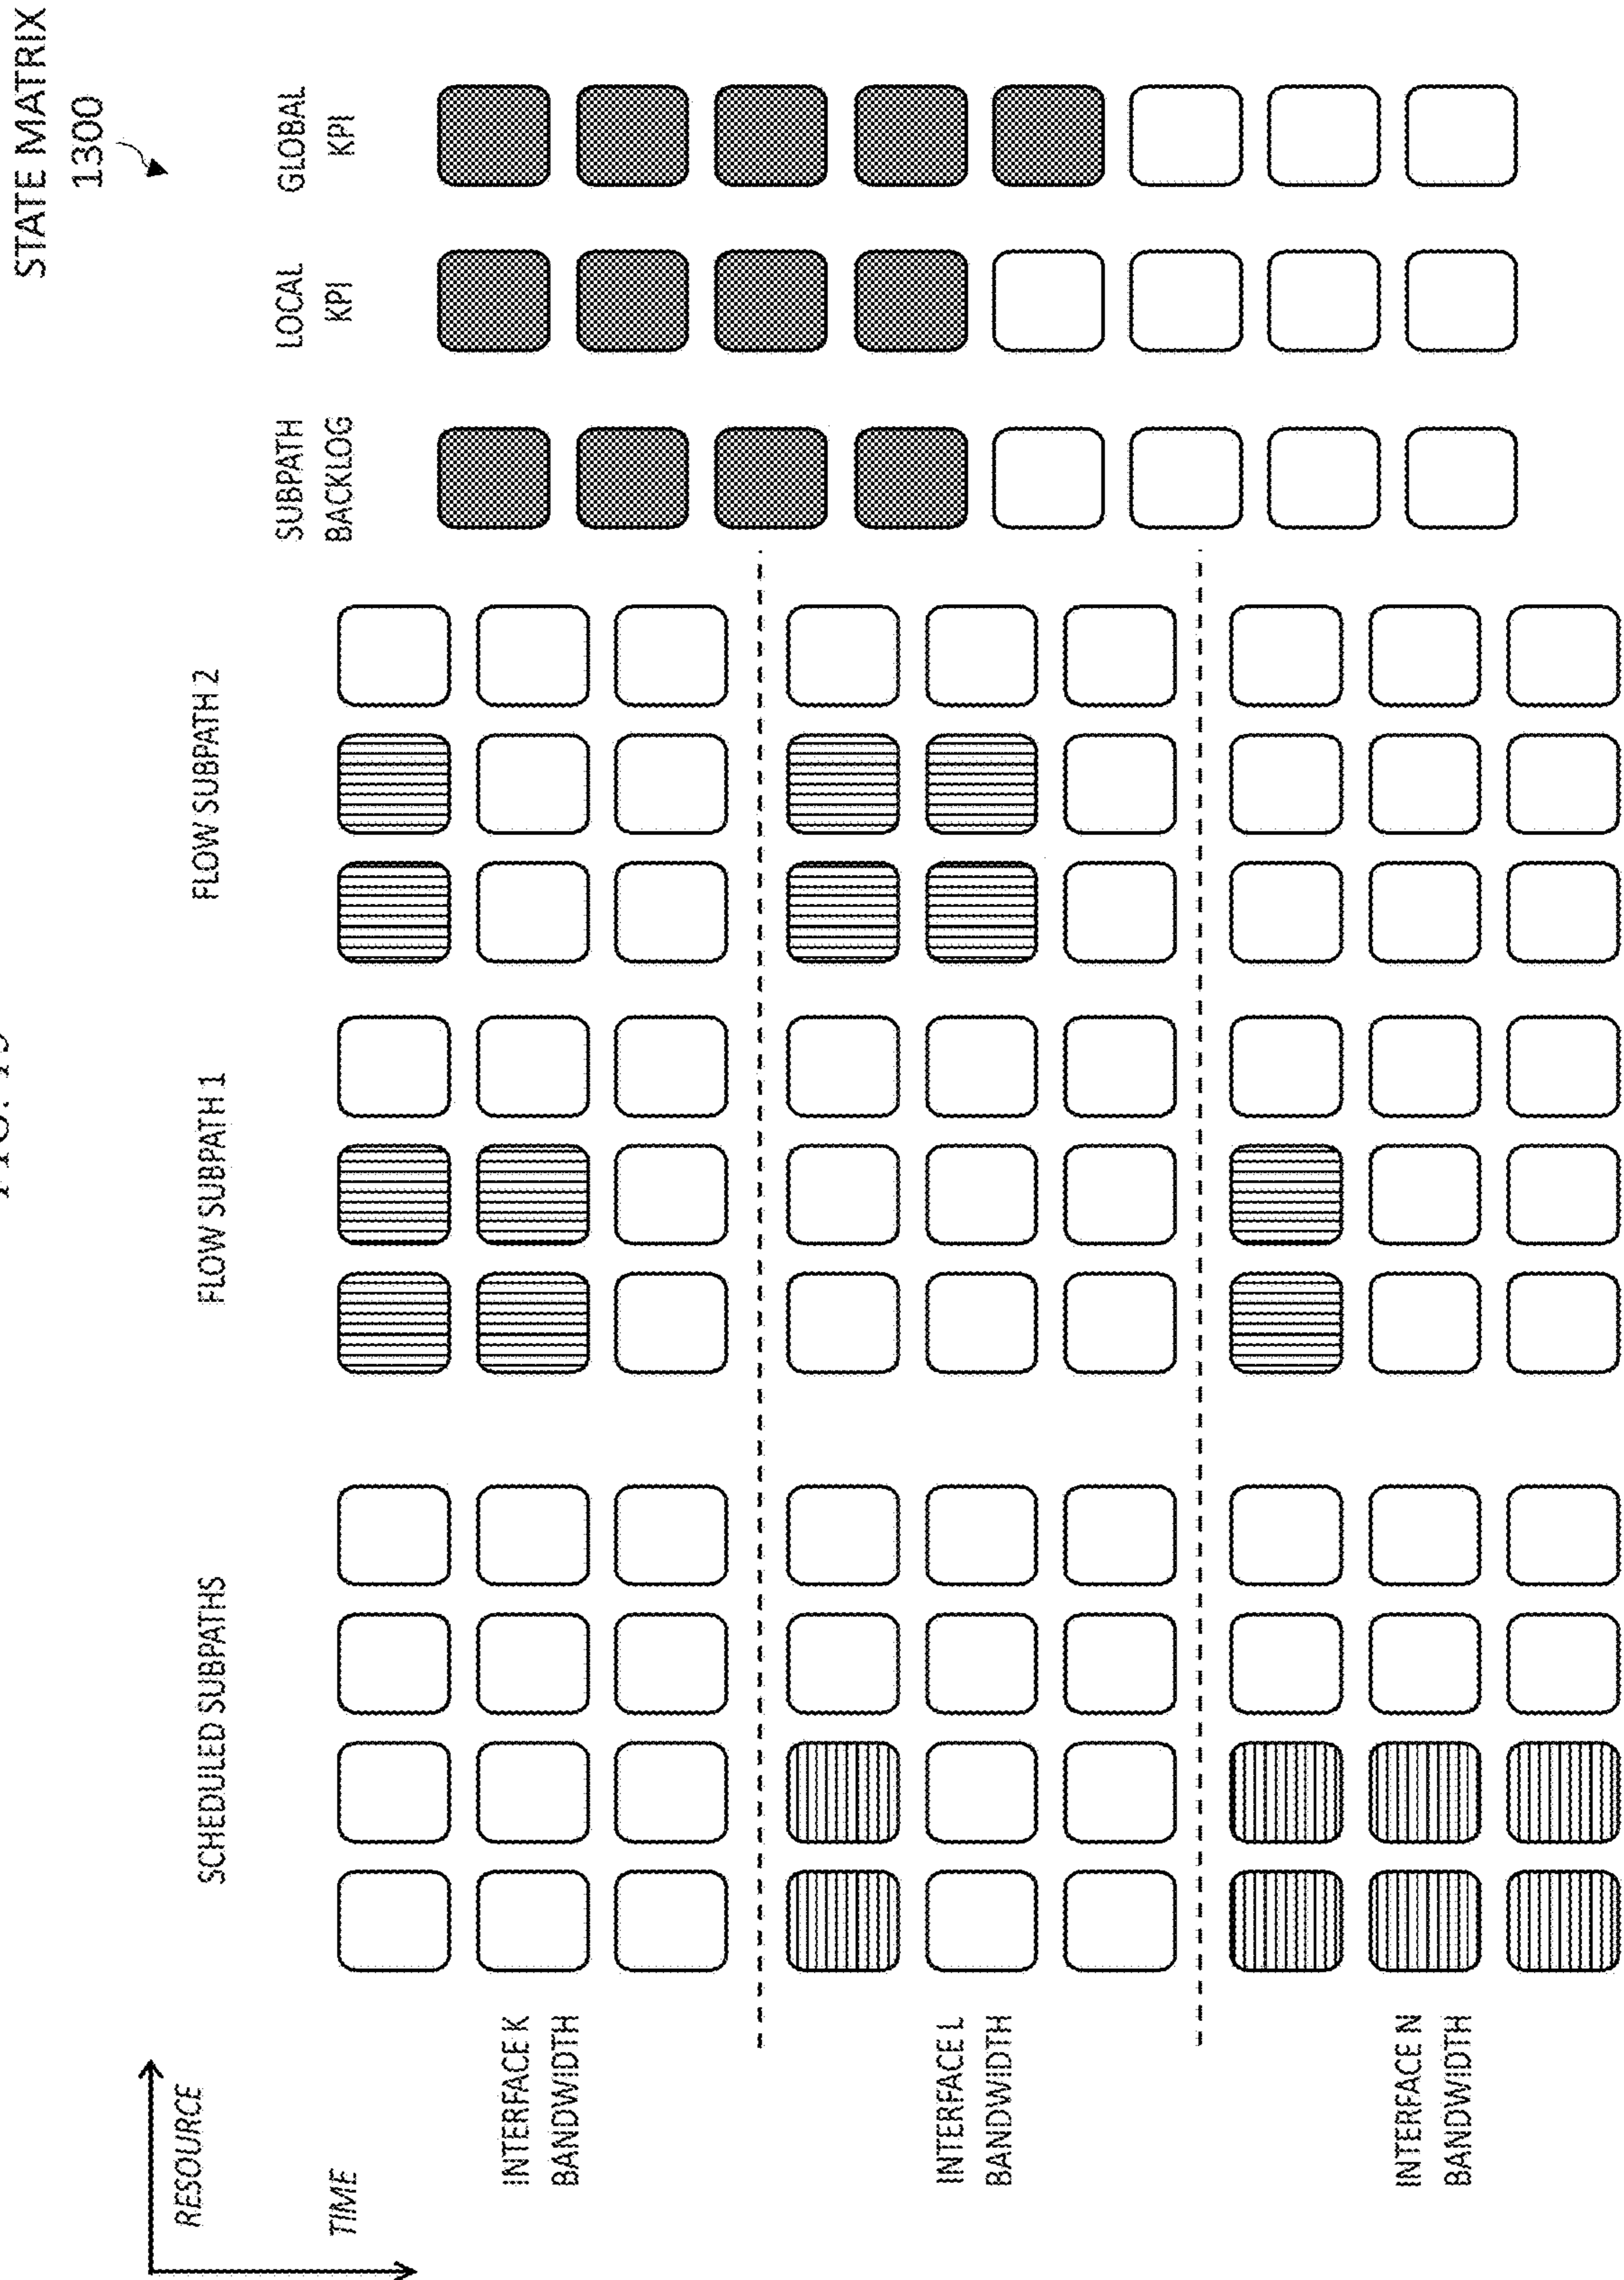 STATE MATRIX
1300
RESOURCE
TIME
SCHEDULED SUBPATHS
FLOW SUBPATH 1
FLOW SUBPATH 2
SUBPATH
BACKLOG
LOCAL
KPI
GLOBAL
KPI
INTERFACE K
BANDWIDTH
INTERFACE L
BANDWIDTH
INTERFACE N
BANDWIDTH